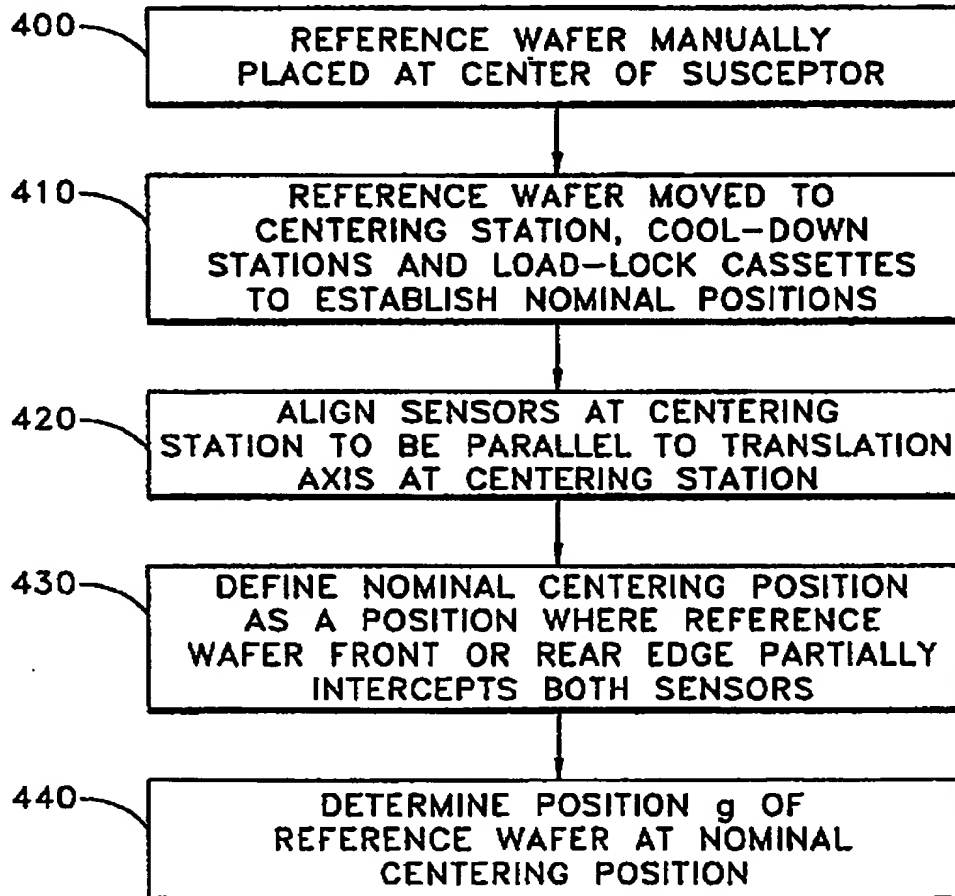 400
REFERENCE WAFER MANUALLY
PLACED AT CENTER OF SUSCEPTOR
410
REFERENCE WAFER MOVED TO
CENTERING STATION, COOL-DOWN
STATIONS AND LOAD-LOCK CASSETTES
TO ESTABLISH NOMINAL POSITIONS
420
ALIGN SENSORS AT CENTERING
STATION TO BE PARALLEL TO TRANSLATION
AXIS AT CENTERING STATION
430
DEFINE NOMINAL CENTERING POSITION
AS A POSITION WHERE REFERENCE
WAFER FRONT OR REAR EDGE PARTIALLY
INTERCEPTS BOTH SENSORS
440
DETERMINE POSITION g OF
REFERENCE WAFER AT NOMINAL
CENTERING POSITION